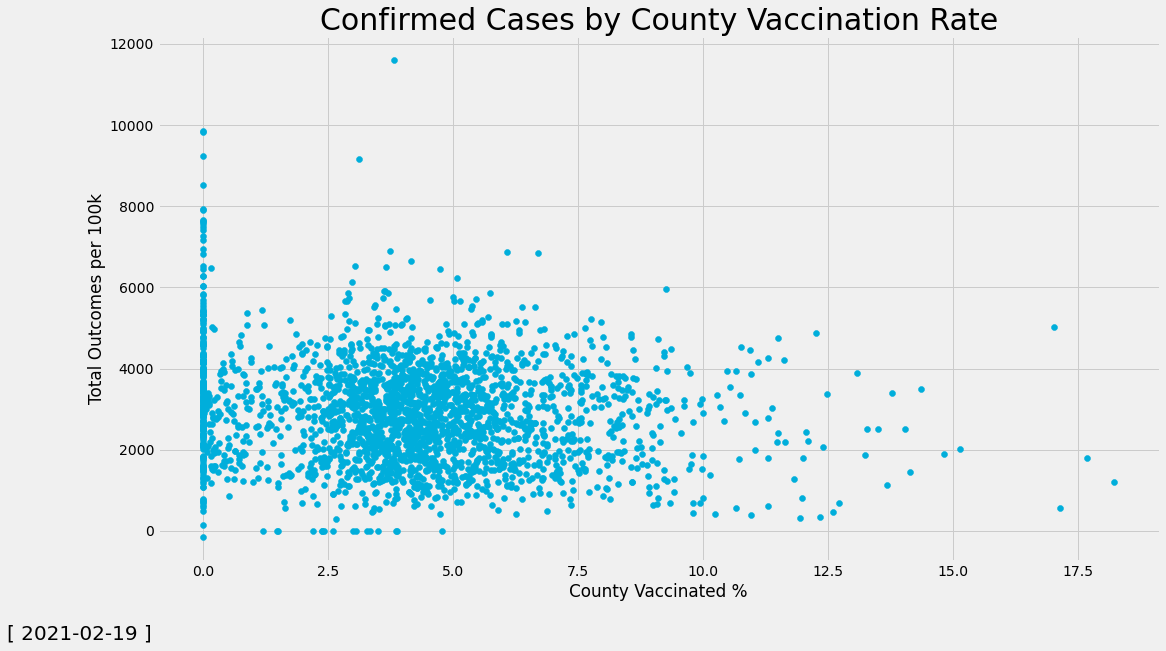 Confirmed Cases by County Vaccination Rate
12000
10000
8000
6000
4000
2000
0
Total Outcomes per 100k
0.0 2.5 5.0 7.5 10.0 12.5 15.0 17.5
County Vaccinated %
[ 2021-02-19 ]